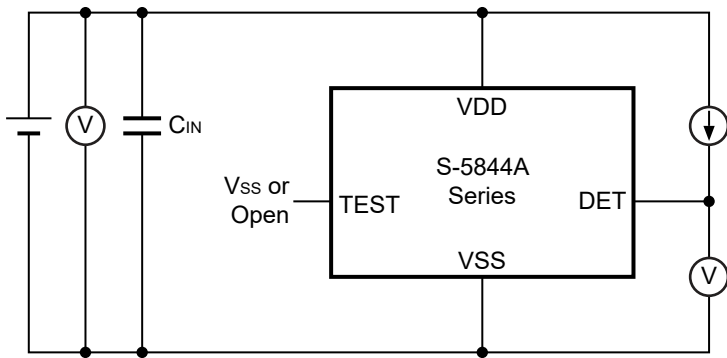 VDD
V
CIN
S-5844A
Series
VSS or
Open
TEST
DET
VSS
V